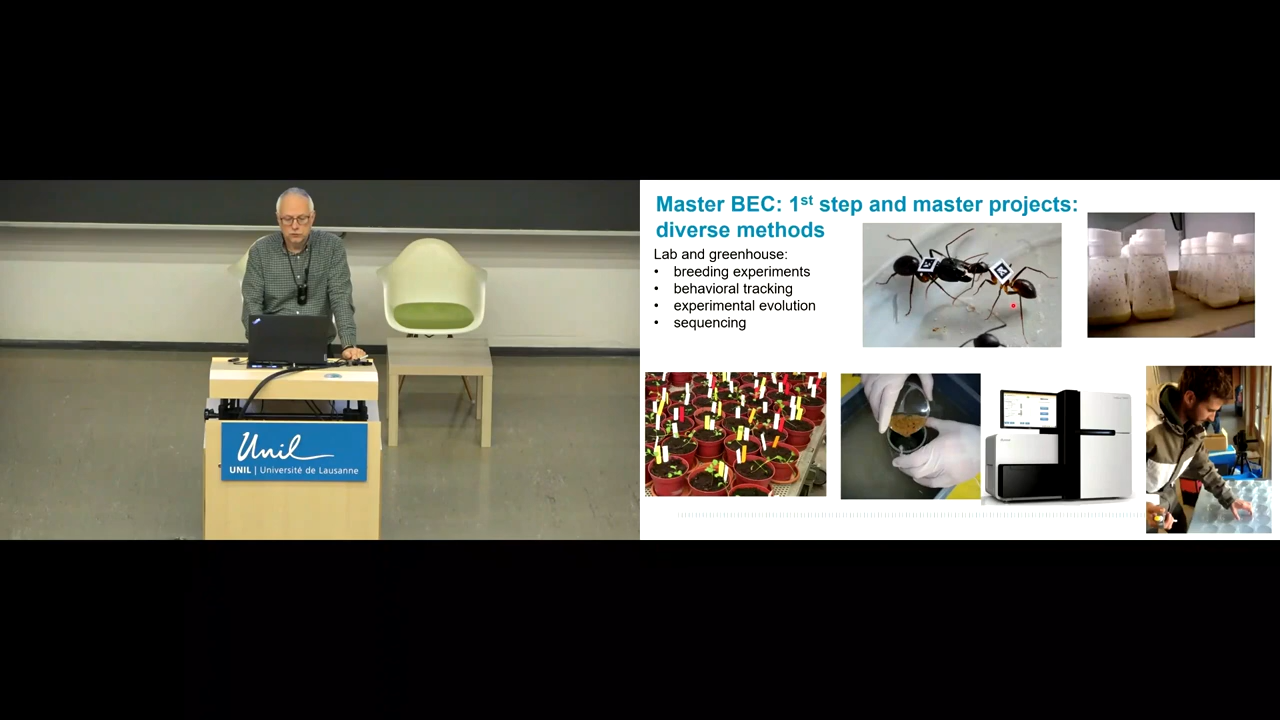 Unil
UNIL | Université de Lausanne
Master BEC: 1st step and master projects:
diverse methods
Lab and greenhouse:
• breeding experiments
• behavioral tracking
• experimental evolution
• sequencing